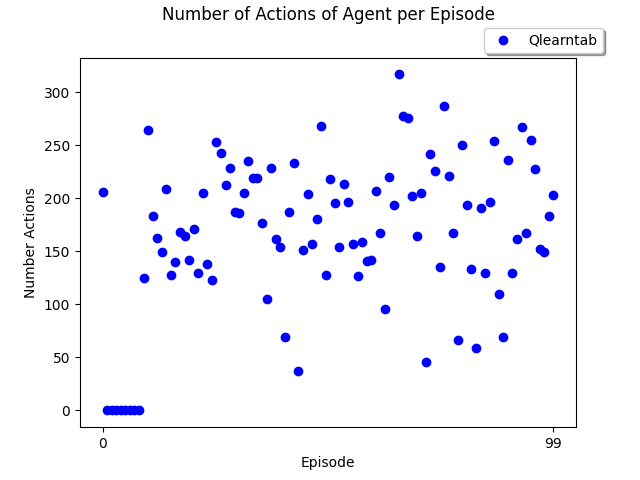 Number of Actions of Agent per Episode
Qlearntab
300
250
200
150
100
50
0
Number Actions
0 99
Episode